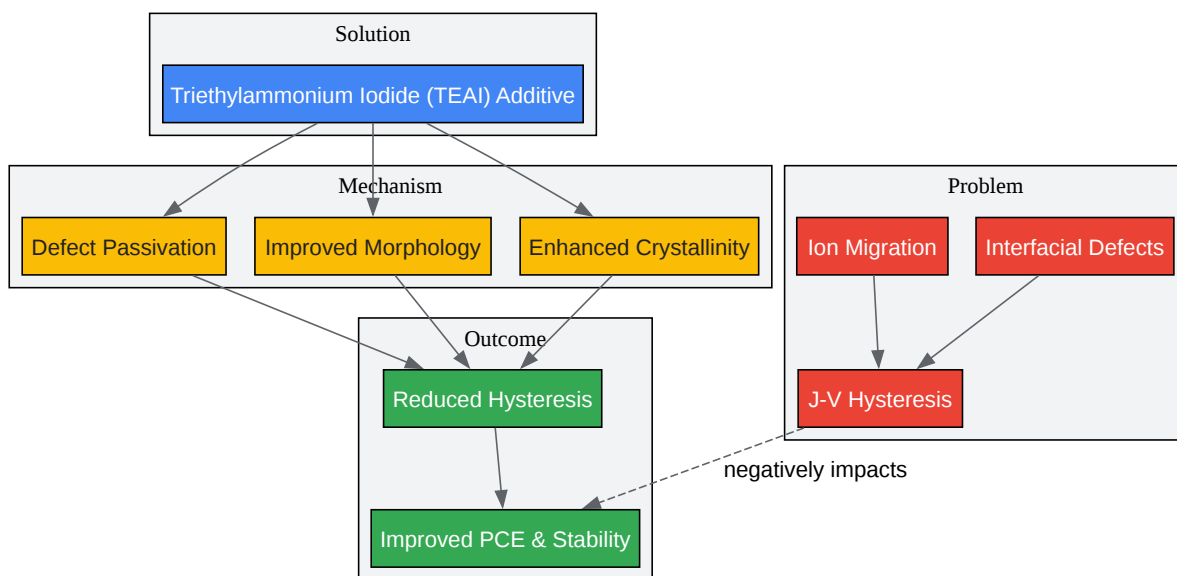 Solution
Triethylammonium Iodide (TEAI) Additive
Mechanism
Defect Passivation
Improved Morphology
Enhanced Crystallinity
Problem
Ion Migration
Interfacial Defects
J-V Hysteresis
Outcome
Reduced Hysteresis
negatively impacts
Improved PCE & Stability